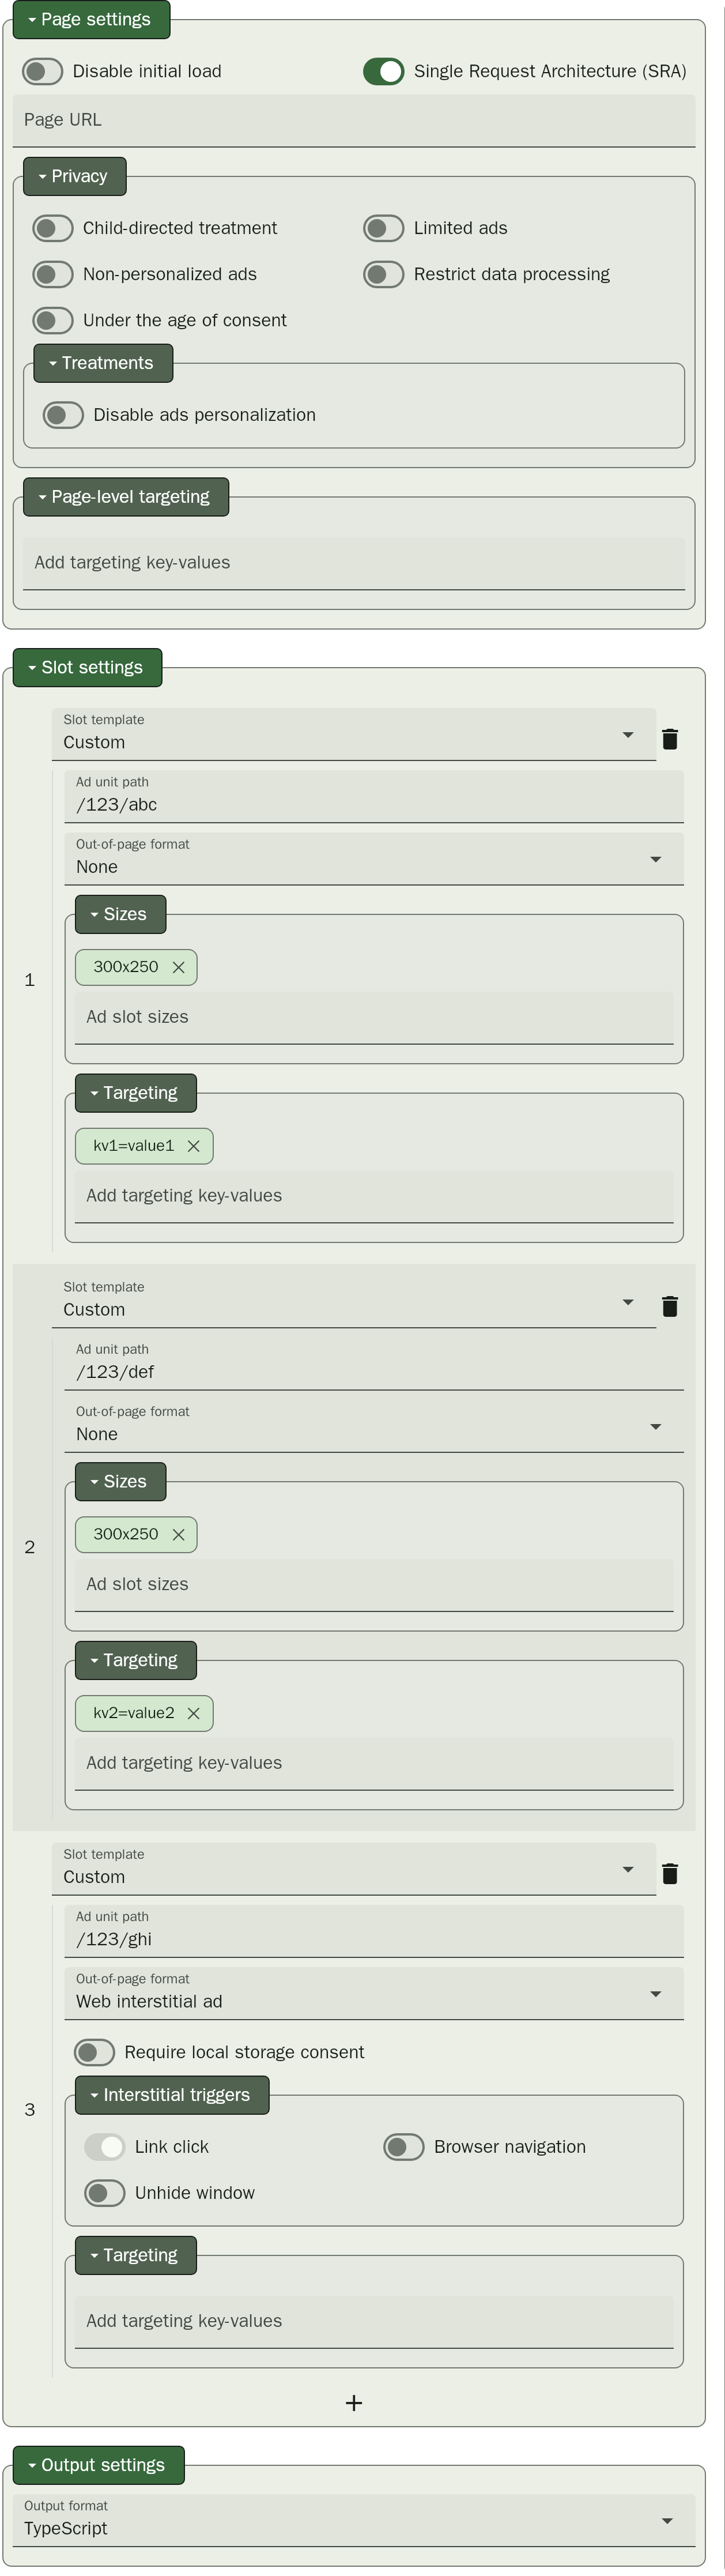 Page settings
Disable initial load
Single Request Architecture (SRA)
Page URL
Privacy
Child-directed treatment
Limited ads
Non-personalized ads
Restrict data processing
Under the age of consent
Treatments
Disable ads personalization
Page-level targeting
Add targeting key-values
Slot settings
Slot template
Custom
Ad unit path
/123/abc
Out-of-page format
None
Sizes
300x250
1
Ad slot sizes
Targeting
kv1=value1
Add targeting key-values
Slot template
Custom
Ad unit path
/123/def
Out-of-page format
None
Sizes
300x250
2
Ad slot sizes
Targeting
kv2=value2
Add targeting key-values
Slot template
Custom
Ad unit path
/123/ghi
Out-of-page format
Web interstitial ad
Require local storage consent
Interstitial triggers
3
Link click
Browser navigation
Unhide window
Targeting
Add targeting key-values
Output settings
Output format
TypeScript